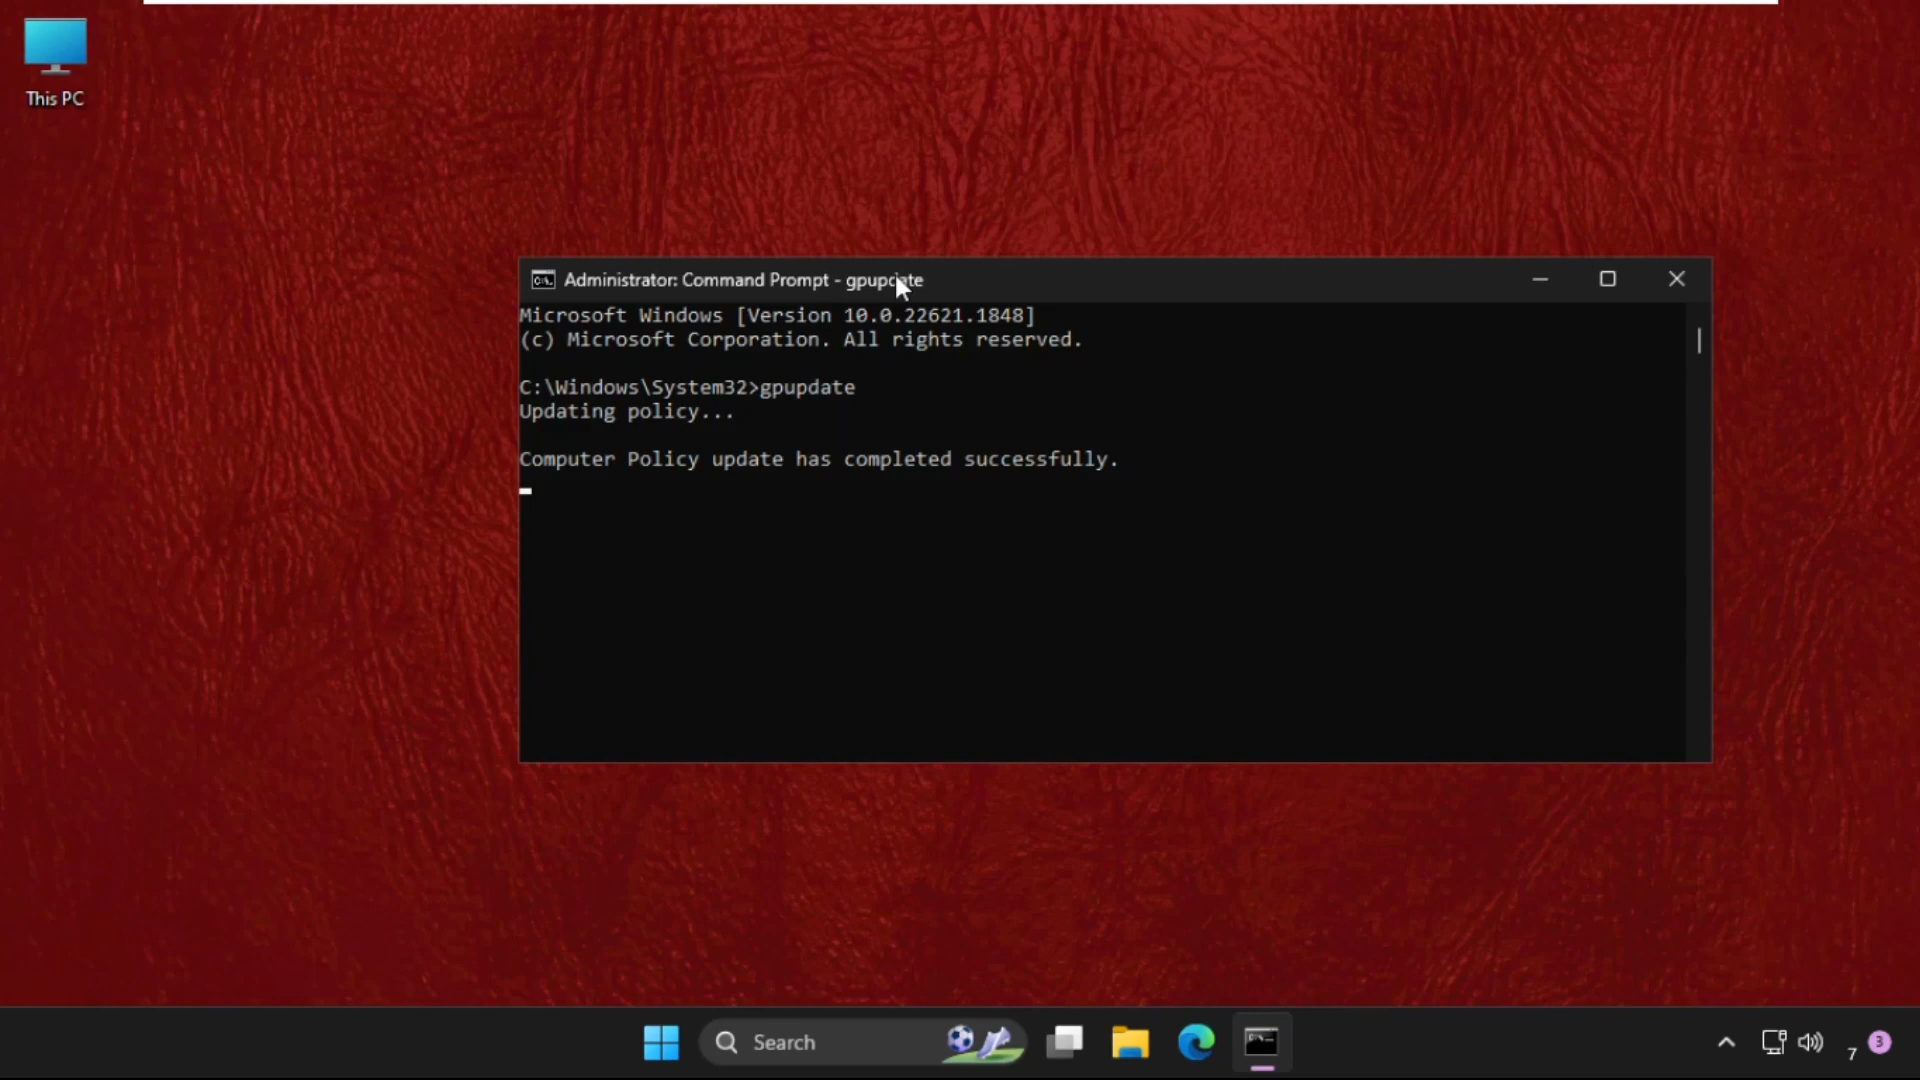 This PC
Administrator: Command Prompt - gpupdate
Microsoft Windows [Version 10.0.22621.1848]
(c) Microsoft Corporation. All rights reserved.
C:\Windows\System32>gpupdate
Updating policy...
Computer Policy update has completed successfully.
Search
7
3